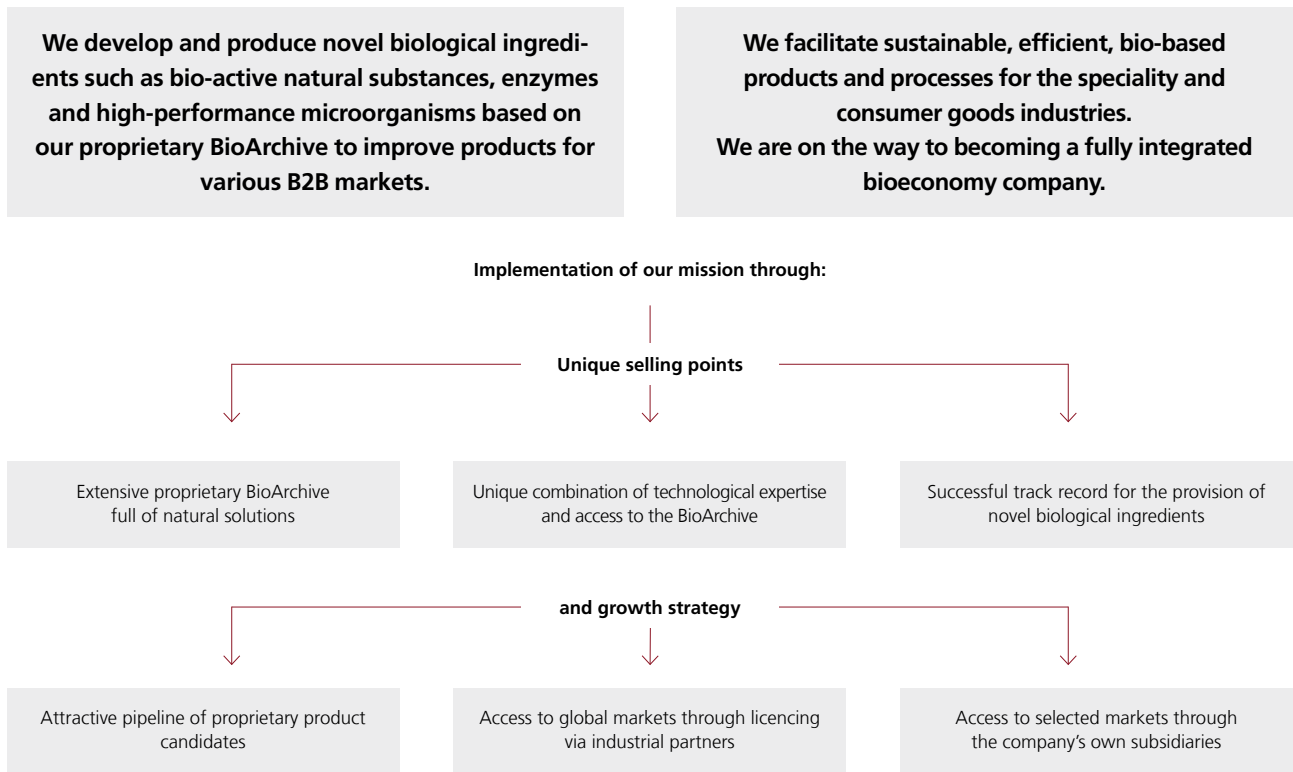 We develop and produce novel biological ingredi-
ents such as bio-active natural substances, enzymes
and high-performance microorganisms based on
our proprietary BioArchive to improve products for
various B2B markets.
We facilitate sustainable, efficient, bio-based
products and processes for the speciality and
consumer goods industries.
We are on the way to becoming a fully integrated
bioeconomy company.
Implementation of our mission through:
Unique selling points
Extensive proprietary BioArchive
full of natural solutions
Unique combination of technological expertise
and access to the BioArchive
Successful track record for the provision of
novel biological ingredients
and growth strategy
Attractive pipeline of proprietary product
candidates
Access to global markets through licencing
via industrial partners
Access to selected markets through
the company's own subsidiaries